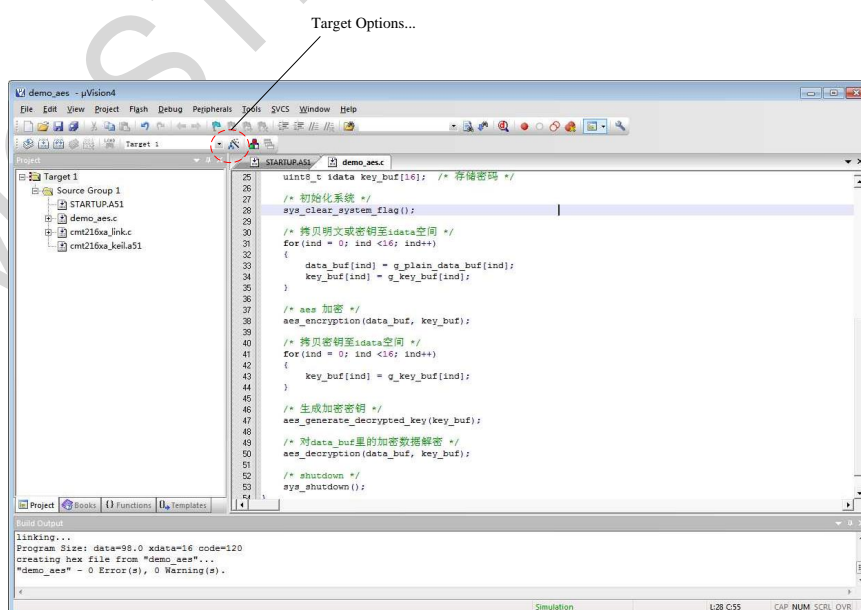 Target Options...
demo_aes - µVision4
File Edit View Project Flash Debug Peripherals Tools SVCS Window Help
Target 1
Project
STARTUP.A51 demo_aes.c
Target 1
Source Group 1
STARTUP.A51
demo_aes.c
cmt216xa_link.c
cmt216xa_keil.a51
25 uint8_t idata key_buf[16]; /* 存储密码 */
26
27 /* 初始化系统 */
28 sys_clear_system_flag();
29
30 /* 拷贝明文或密钥至idata空间 */
31 for(ind = 0; ind <16; ind++)
32 {
33 data_buf[ind] = g_plain_data_buf[ind];
34 key_buf[ind] = g_key_buf[ind];
35 }
36
37 /* aes 加密 */
38 aes_encryption(data_buf, key_buf);
39
40 /* 拷贝密钥至idata空间 */
41 for(ind = 0; ind <16; ind++)
42 {
43 key_buf[ind] = g_key_buf[ind];
44 }
45
46 /* 生成加密密钥 */
47 aes_generate_decrypted_key(key_buf);
48
49 /* 对data_buf里的加密数据解密 */
50 aes_decryption(data_buf, key_buf);
51
52 /* shutdown */
53 sys_shutdown();
54 }
Project Books {} Functions Templates
Build Output
linking...
Program Size: data=98.0 xdata=16 code=120
creating hex file from "demo_aes"...
"demo_aes" - 0 Error(s), 0 Warning(s).
Simulation L:28 C:55 CAP NUM SCRL OVR